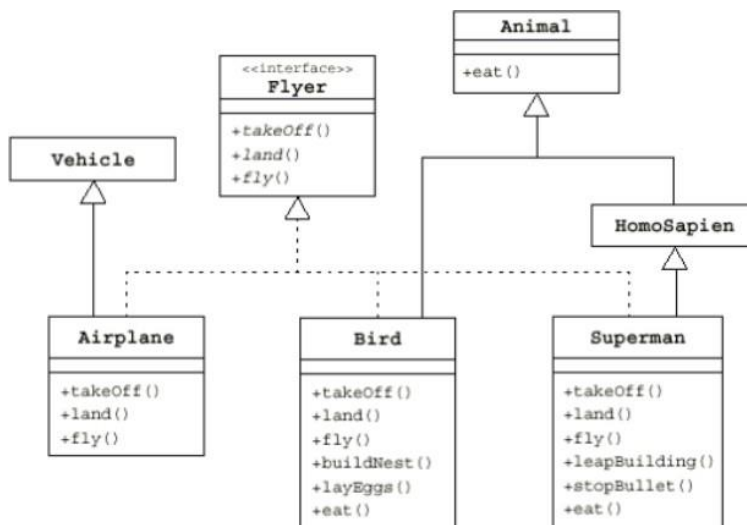 Animal
+eat()
<<interface>>
Flyer
+takeOff()
+land()
+fly()
Vehicle
HomoSapien
Airplane
+takeOff()
+land()
+fly()
Bird
+takeOff()
+land()
+fly()
+buildNest()
+layEggs()
+eat()
Superman
+takeOff()
+land()
+fly()
+leapBuilding()
+stopBullet()
+eat()